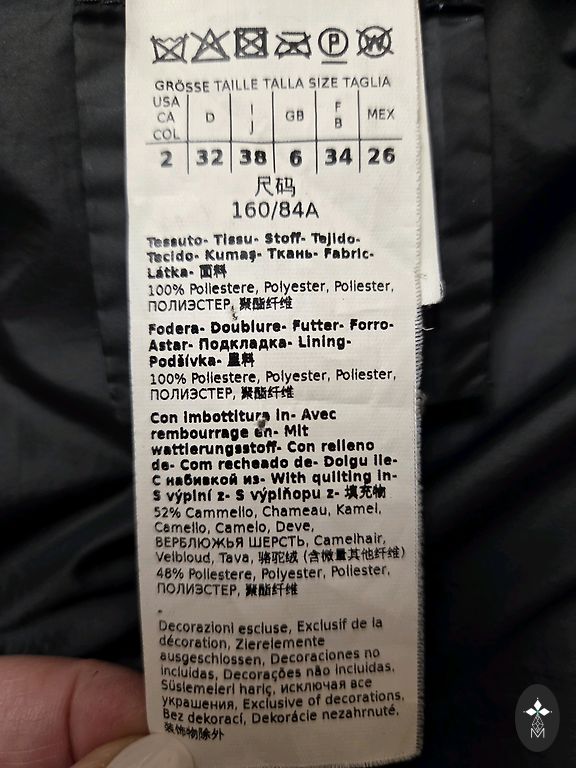 P W
GRÖSSE TAILLE TALLA SIZE TAGLIA
USA CA COL D I J GB F B MEX
2 32 38 6 34 26
尺码
160/84A
Tessuto- Tissu- Stoff- Tejido-
Tecido- Kumaş- Ткань- Fabric-
Látka- 面料
100% Poliestere, Polyester, Poliester,
ПОЛИЭСТЕР, 聚酯纤维
Fodera- Doublure- Futter- Forro-
Astar- Подкладка- Lining-
Podšívka- 里料
100% Poliestere, Polyester, Poliester,
ПОЛИЭСТЕР, 聚酯纤维
Con imbottitura in- Avec
rembourrage en- Mit
wattierungsstoff- Con relleno
de- Com recheado de- Dolgu ile-
С набивкой из- With quilting in-
S výplní z- S výplňopu z- 填充物
52% Cammello, Chameau, Kamel,
Camello, Camelo, Deve,
ВЕРБЛЮЖЬЯ ШЕРСТЬ, Camelhair,
Velbloud, Tava, 骆驼绒 (含微量其他纤维)
48% Poliestere, Polyester, Poliester,
ПОЛИЭСТЕР, 聚酯纤维
-
Decorazioni escluse, Exclusif de la
décoration, Zierelemente
ausgeschlossen, Decoraciones no
incluidas, Decorações não incluidas,
Süslemeleri hariç, исключая все
украшения, Exclusive of decorations,
Bez dekorací, Dekorácie nezahrnuté,
装饰物除外
M